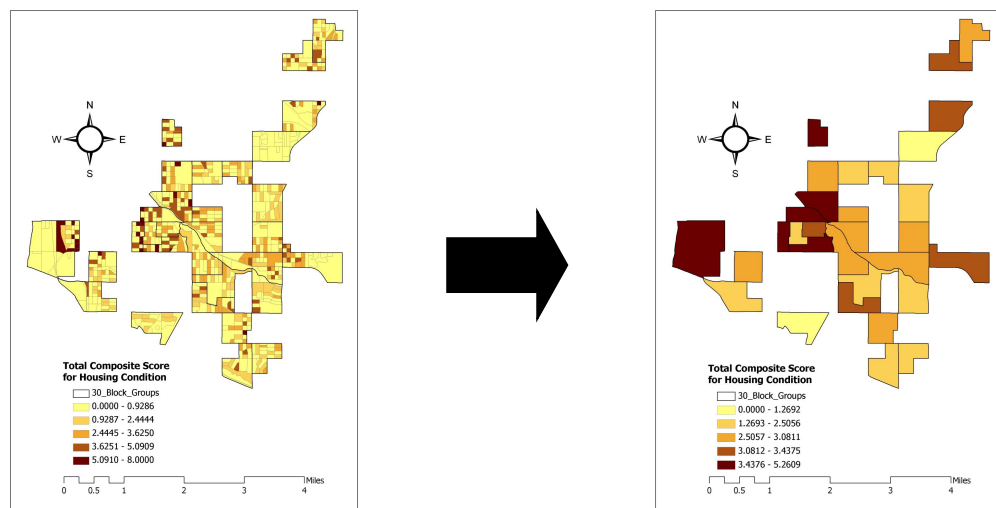 N
W E
S
Total Composite Score
for Housing Condition
30_Block_Groups
0.0000 - 0.9286
0.9287 - 2.4444
2.4445 - 3.6250
3.6251 - 5.0909
5.0910 - 8.0000
Miles
0 0.5 1 2 3 4
N
W E
S
Total Composite Score
for Housing Condition
30_Block_Groups
0.0000 - 1.2692
1.2693 - 2.5056
2.5057 - 3.0811
3.0812 - 3.4375
3.4376 - 5.2609
Miles
0 0.5 1 2 3 4